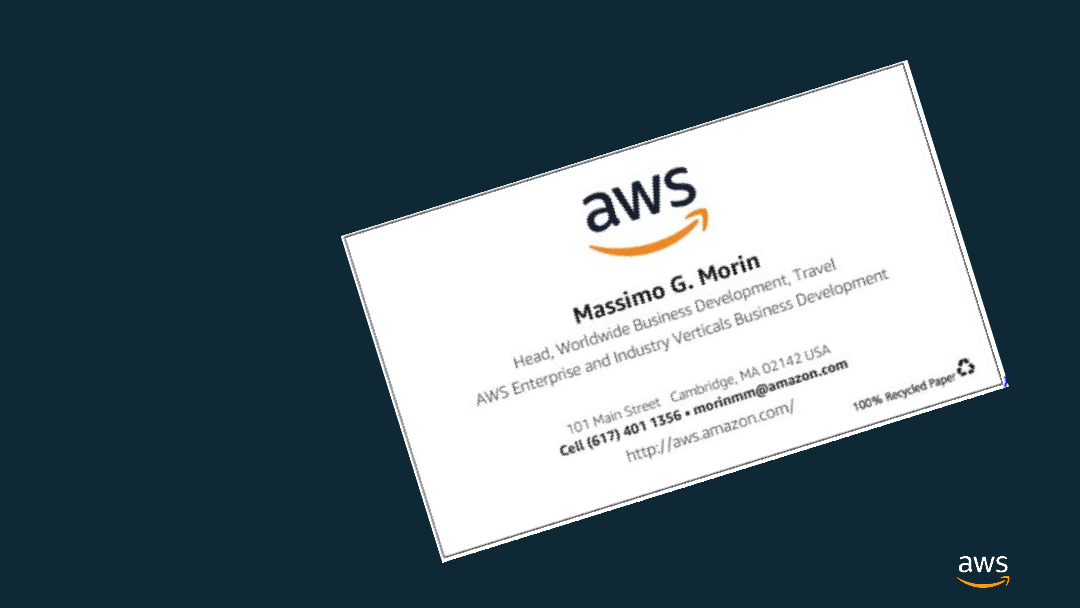 aws
Massimo G. Morin
Head, Worldwide Business Development, Travel
AWS Enterprise and Industry Verticals Business Development
101 Main Street Cambridge, MA 02142 USA
Cell (617) 401 1356 • morinmm@amazon.com
http://aws.amazon.com/
100% Recycled Paper
aws